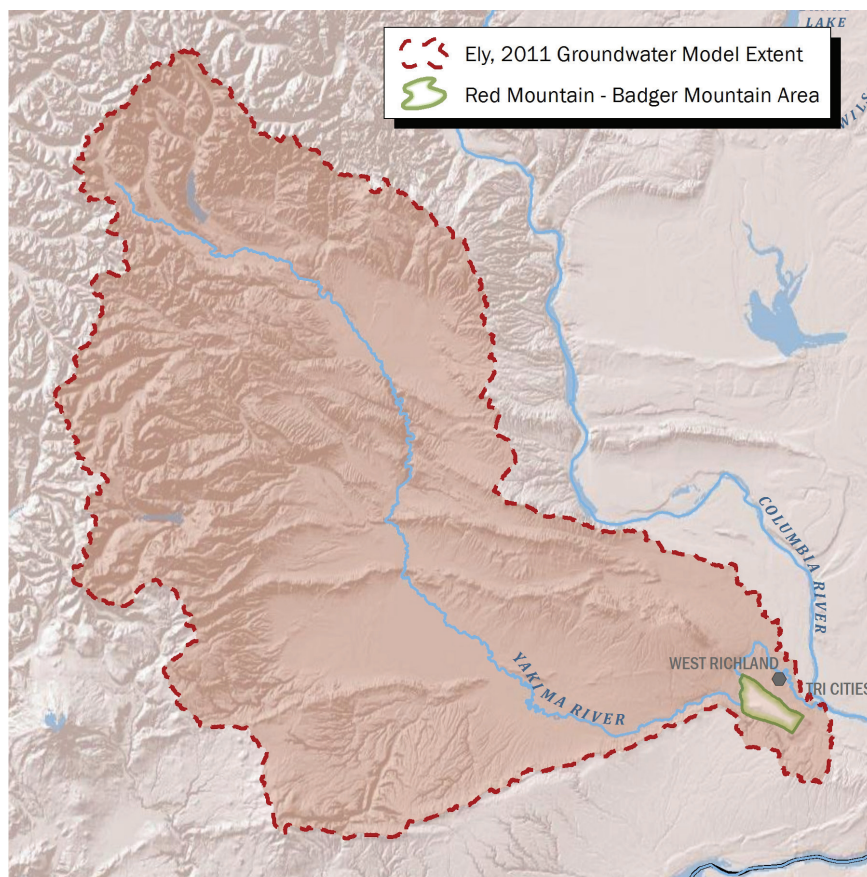 LAKE
Ely, 2011 Groundwater Model Extent
Red Mountain - Badger Mountain Area
COLUMBIA RIVER
WEST RICHLAND
TRI CITIES
YAKIMA RIVER